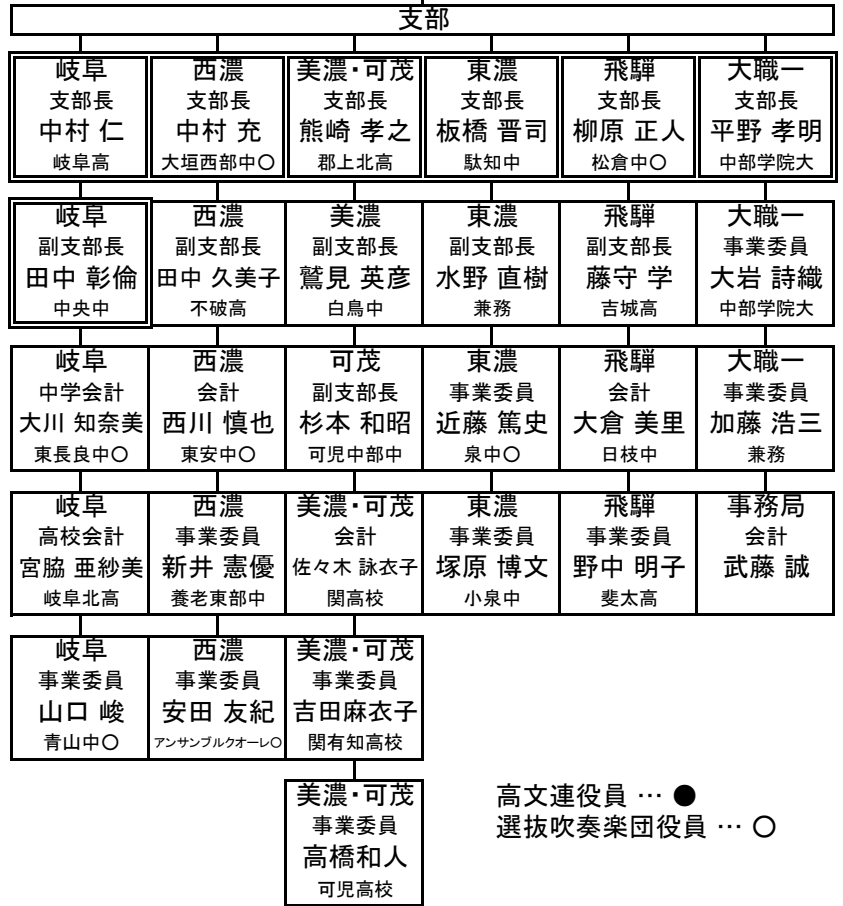 支部
岐阜
支部長
中村 仁
岐阜高
西濃
支部長
中村 充
大垣西部中〇
美濃・可茂
支部長
熊崎 孝之
郡上北高
東濃
支部長
板橋 晋司
駄知中
飛騨
支部長
柳原 正人
松倉中〇
大職一
支部長
平野 孝明
中部学院大
岐阜
副支部長
田中 彰倫
中央中
西濃
副支部長
田中 久美子
不破高
美濃
副支部長
鷲見 英彦
白鳥中
東濃
副支部長
水野 直樹
兼務
飛騨
副支部長
藤守 学
吉城高
大職一
事業委員
大岩 詩織
中部学院大
岐阜
中学会計
大川 知奈美
東長良中〇
西濃
会計
西川 慎也
東安中〇
可茂
副支部長
杉本 和昭
可児中部中
東濃
事業委員
近藤 篤史
泉中〇
飛騨
会計
大倉 美里
日枝中
大職一
事業委員
加藤 浩三
兼務
岐阜
高校会計
宮脇 亜紗美
岐阜北高
西濃
事業委員
新井 憲優
養老東部中
美濃・可茂
会計
佐々木 詠衣子
関高校
東濃
事業委員
塚原 博文
小泉中
飛騨
事業委員
野中 明子
斐太高
事務局
会計
武藤 誠
岐阜
事業委員
山口 峻
青山中〇
西濃
事業委員
安田 友紀
アンサンブルクオーレ〇
美濃・可茂
事業委員
吉田麻衣子
関有知高校
美濃・可茂
事業委員
高橋和人
可児高校
高文連役員 … ●
選抜吹奏楽団役員 … 〇